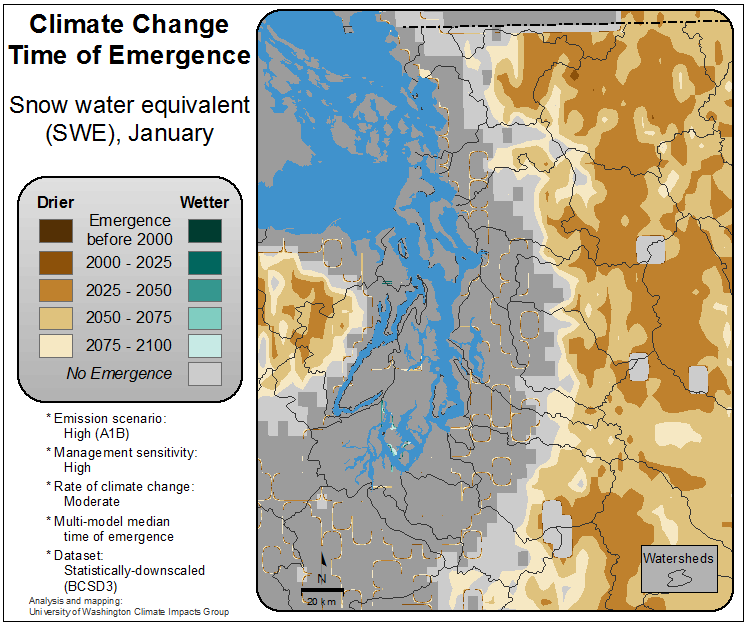 Climate Change
Time of Emergence
Snow water equivalent
(SWE), January
Drier
Wetter
Emergence
before 2000
2000 - 2025
2025 - 2050
2050 - 2075
2075 - 2100
No Emergence
* Emission scenario:
High (A1B)
* Management sensitivity:
High
* Rate of climate change:
Moderate
* Multi-model median
time of emergence
* Dataset:
Statistically-downscaled
(BCSD3)
Analysis and mapping:
University of Washington Climate Impacts Group
N
20 km
Watersheds